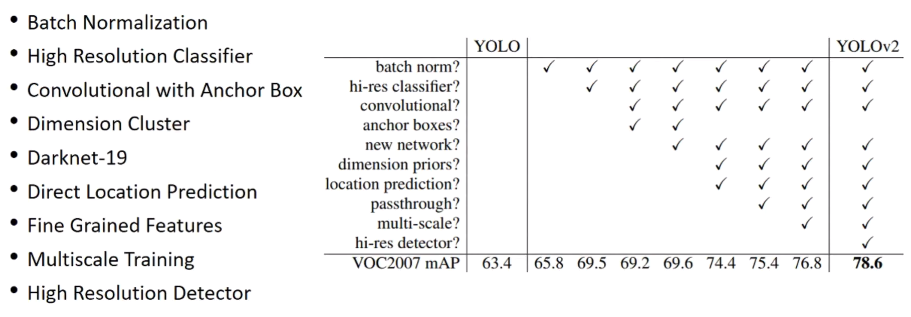 • Batch Normalization
• High Resolution Classifier
• Convolutional with Anchor Box
• Dimension Cluster
• Darknet-19
• Direct Location Prediction
• Fine Grained Features
• Multiscale Training
• High Resolution Detector
YOLO YOLOv2
batch norm? ✓ ✓ ✓ ✓ ✓ ✓ ✓ ✓
hi-res classifier? ✓ ✓ ✓ ✓ ✓ ✓ ✓
convolutional? ✓ ✓ ✓ ✓ ✓ ✓
anchor boxes? ✓ ✓
new network? ✓ ✓ ✓ ✓ ✓
dimension priors? ✓ ✓ ✓ ✓
location prediction? ✓ ✓ ✓ ✓
passthrough? ✓ ✓ ✓
multi-scale? ✓ ✓
hi-res detector? ✓
VOC2007 mAP 63.4 65.8 69.5 69.2 69.6 74.4 75.4 76.8 78.6